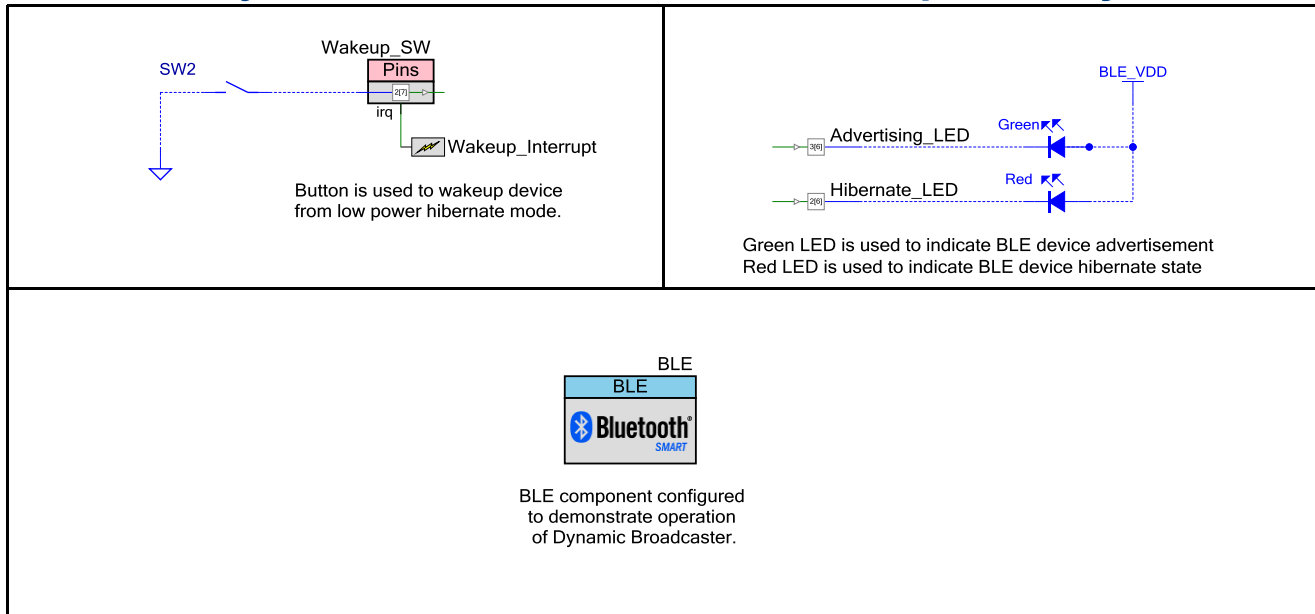 Wakeup_SW
SW2
Pins
2[7]
irq
Wakeup_Interrupt
Button is used to wakeup device
from low power hibernate mode.
BLE_VDD
Green
3[6]
Advertising_LED
Red
2[6]
Hibernate_LED
Green LED is used to indicate BLE device advertisement
Red LED is used to indicate BLE device hibernate state
BLE
BLE
Bluetooth®
SMART
BLE component configured
to demonstrate operation
of Dynamic Broadcaster.